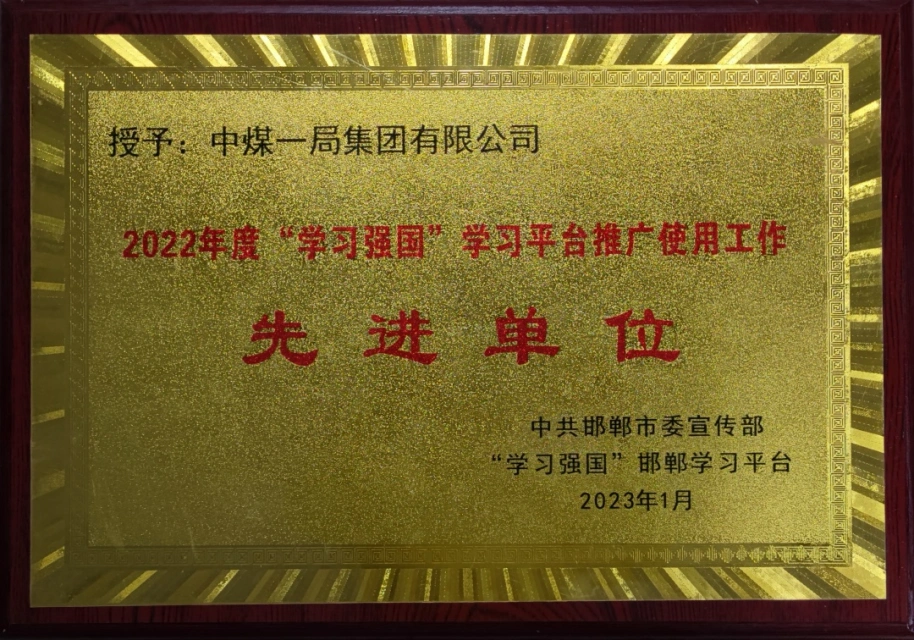 授予：中煤一局集团有限公司
2022年度“学习强国”学习平台推广使用工作
先进单位
中共邯郸市委宣传部
“学习强国”邯郸学习平台
2023年1月